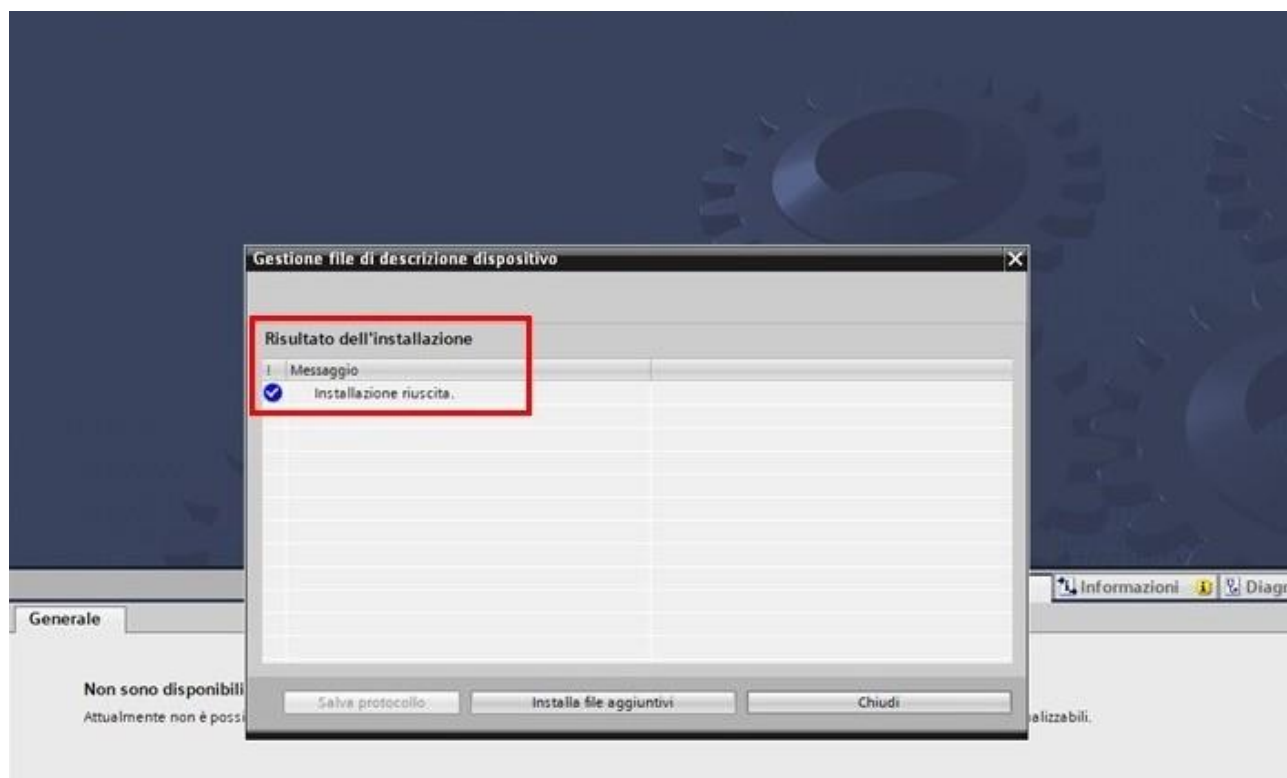 Gestione file di descrizione dispositivo
Risultato dell'installazione
! Messaggio
Installazione riuscita.
Informazioni
Diagn
Generale
Non sono disponibili
Attualmente non è possi
alizzabili.
Salva protocollo
Installa file aggiuntivi
Chiudi